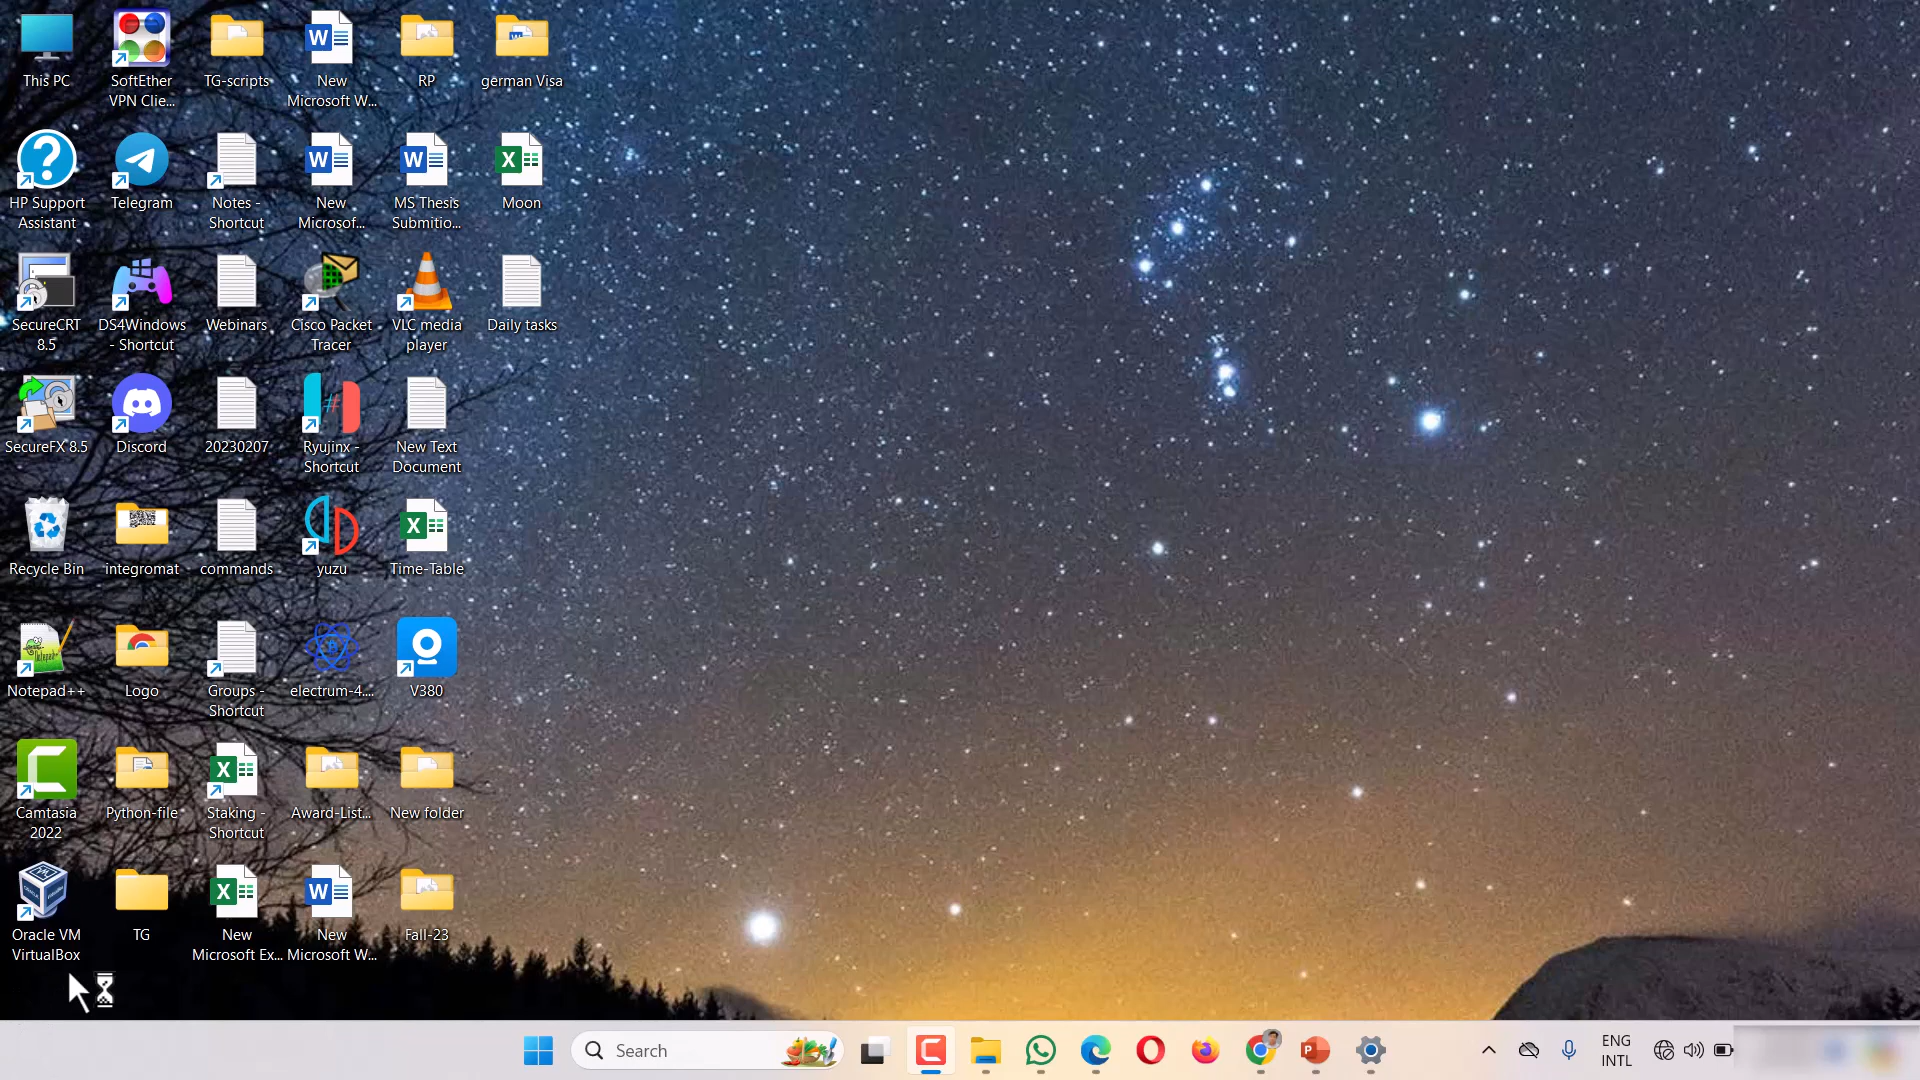 This PC
SoftEther
VPN Clie...
TG-scripts
New
Microsoft W...
RP
german Visa
HP Support
Assistant
Telegram
Notes -
Shortcut
New
Microsof...
MS Thesis
Submitio...
Moon
SecureCRT
8.5
DS4Windows
- Shortcut
Webinars
Cisco Packet
Tracer
VLC media
player
Daily tasks
SecureFX 8.5
Discord
20230207
Ryujinx -
Shortcut
New Text
Document
Recycle Bin
integromat
commands
yuzu
Time-Table
Notepad++
Logo
Groups -
Shortcut
electrum-4....
V380
Camtasia
2022
Python-file
Staking -
Shortcut
Award-List...
New folder
Oracle VM
VirtualBox
TG
New
Microsoft Ex...
New
Microsoft W...
Fall-23
Search
ENG
INTL